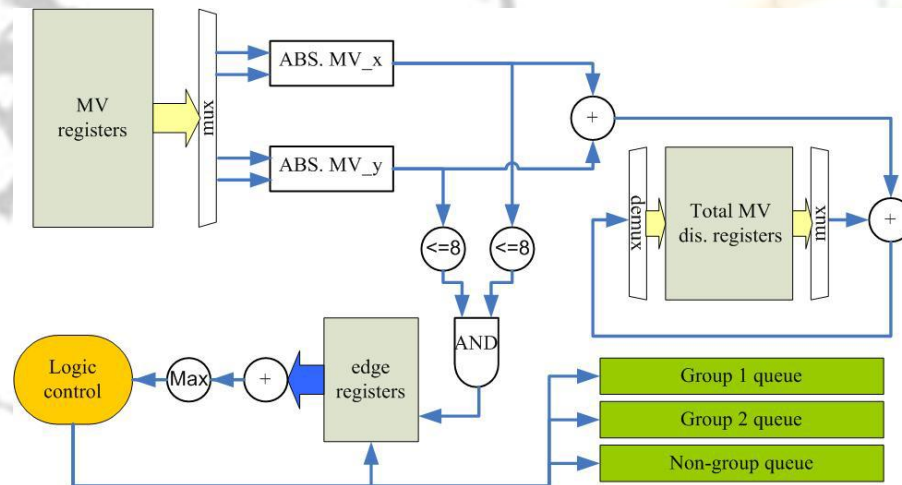 MV
registers
mux
ABS. MV_x
ABS. MV_y
+
<=8
<=8
AND
demux
Total MV
dis. registers
mux
+
Logic
control
Max
+
edge
registers
Group 1 queue
Group 2 queue
Non-group queue